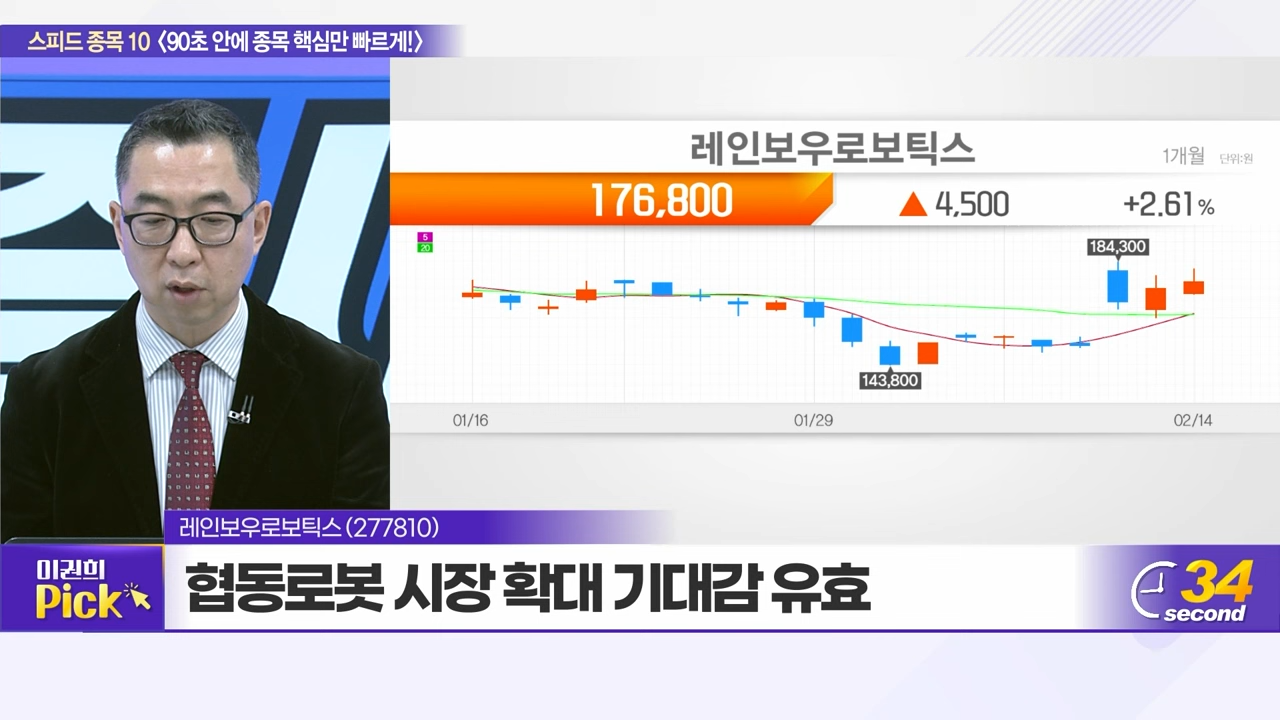 스피드 종목 10 〈90초 안에 종목 핵심만 빠르게!〉
레인보우로보틱스
1개월 단위:원
176,800 ▲ 4,500 +2.61%
5
20
184,300
143,800
01/16 01/29 02/14
레인보우로보틱스 (277810)
이권희
Pick
협동로봇 시장 확대 기대감 유효
34
second